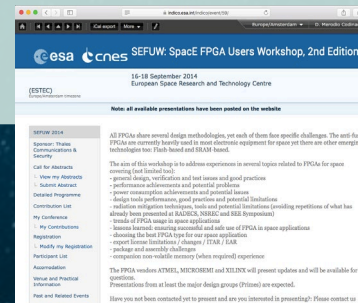 indico.esa.int/indico/event/59/
iCal export More
Europe/Amsterdam D. Merodio Codinac
esa cnes SEFUW: SpacE FPGA Users Workshop, 2nd Edition
16-18 September 2014
(ESTEC) European Space Research and Technology Centre
Europe/Amsterdam timezone
Note: all available presentations have been posted on the website
SEFUW 2014
Sponsor: Thales
Communications &
Security
Call for Abstracts
View my Abstracts
Submit Abstract
Detailed Programme
Contribution List
My Conference
My Contributions
Registration
Modify my Registration
Participant List
Accomodation
Venue and Practical
Information
Past and Related Events
All FPGAs share several design methodologies, yet each of them face specific challenges. The anti-fu
FPGAs are currently heavily used in most electronic equipment for space yet there are other emergin
technologies too: Flash-based and SRAM-based.
The aim of this workshop is to address experiences in several topics related to FPGAs for space
covering (not limited too):
- general design, verification and test issues and good practices
- performance achievements and potential problems
- power consumption achievements and potential issues
- design tools performance, good practices and potential limitations
- radiation mitigation techniques, tools and potential limitations (avoiding repetitions of what has
already been presented at RADECS, NSREC and SEE Symposium)
- trends of FPGA usage in space applications
- lessons learned: ensuring successful and safe use of FPGA in space applications
- choosing the best FPGA type for our space application
- export license limitations / changes / ITAR / EAR
- package and assembly challenges
- companion non-volatile memory (when required) experience
The FPGA vendors ATMEL, MICROSEMI and XILINX will present updates and will be available for
questions.
Presentations from at least the major design groups (Primes) are expected.
Have you not been contacted yet to present and are you interested in presenting?: Please contact us